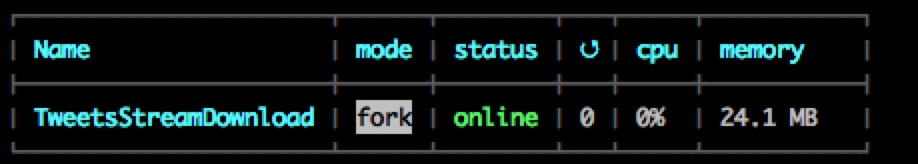 Name mode status ↺ cpu memory
TweetsStreamDownload fork online 0 0% 24.1 MB